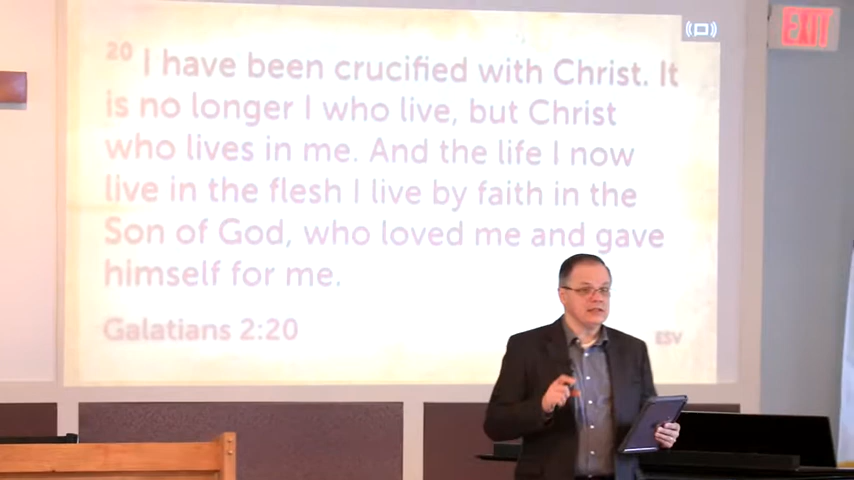 EXIT
20 I have been crucified with Christ. It
is no longer I who live, but Christ
who lives in me. And the life I now
live in the flesh I live by faith in the
Son of God, who loved me and gave
himself for me.
Galatians 2:20
ESV